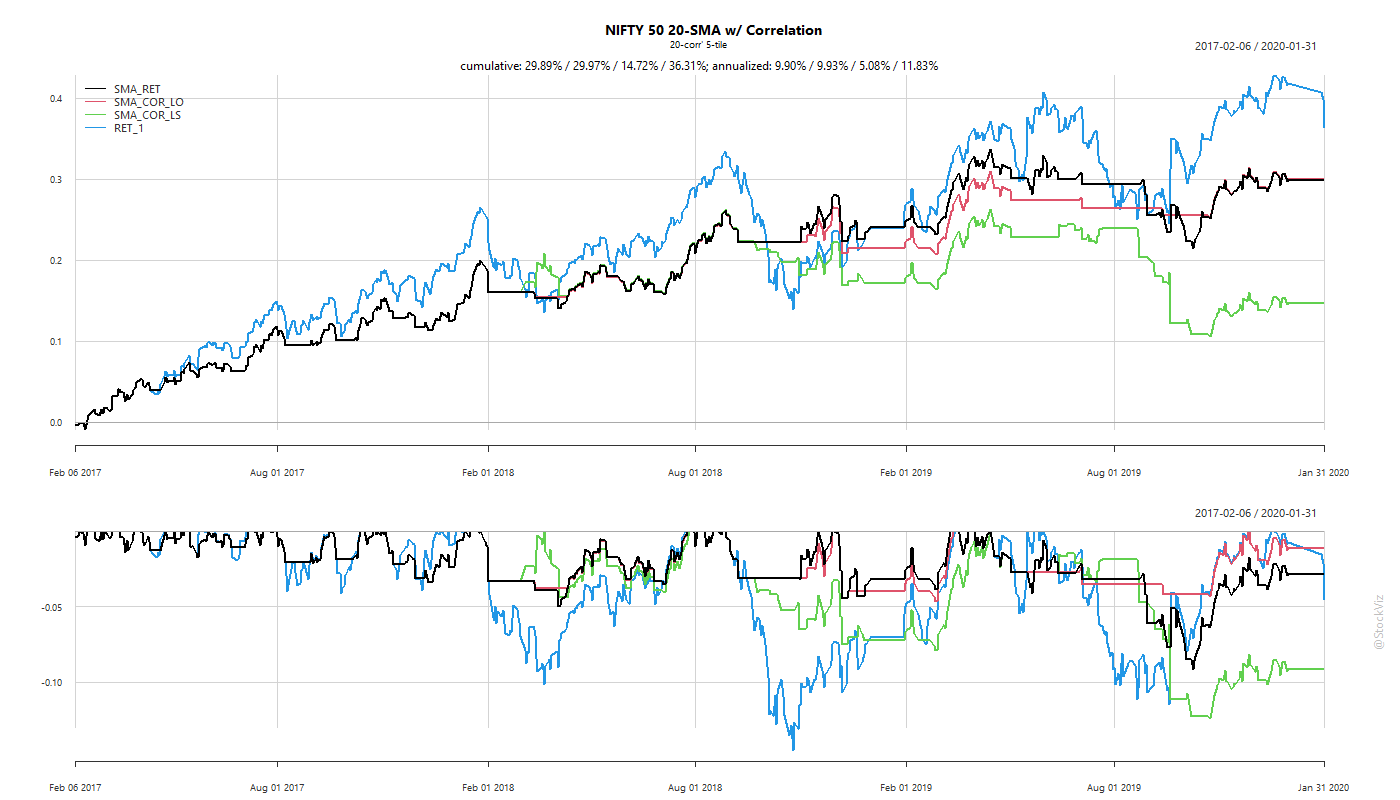 NIFTY 50 20-SMA w/ Correlation
20-corr' 5-tile
2017-02-06 / 2020-01-31
cumulative: 29.89% / 29.97% / 14.72% / 36.31%; annualized: 9.90% / 9.93% / 5.08% / 11.83%
SMA_RET
SMA_COR_LO
SMA_COR_LS
RET_1
0.4
0.3
0.2
0.1
0.0
Feb 06 2017 Aug 01 2017 Feb 01 2018 Aug 01 2018 Feb 01 2019 Aug 01 2019 Jan 31 2020
2017-02-06 / 2020-01-31
-0.05
-0.10
@StockViz
Feb 06 2017 Aug 01 2017 Feb 01 2018 Aug 01 2018 Feb 01 2019 Aug 01 2019 Jan 31 2020